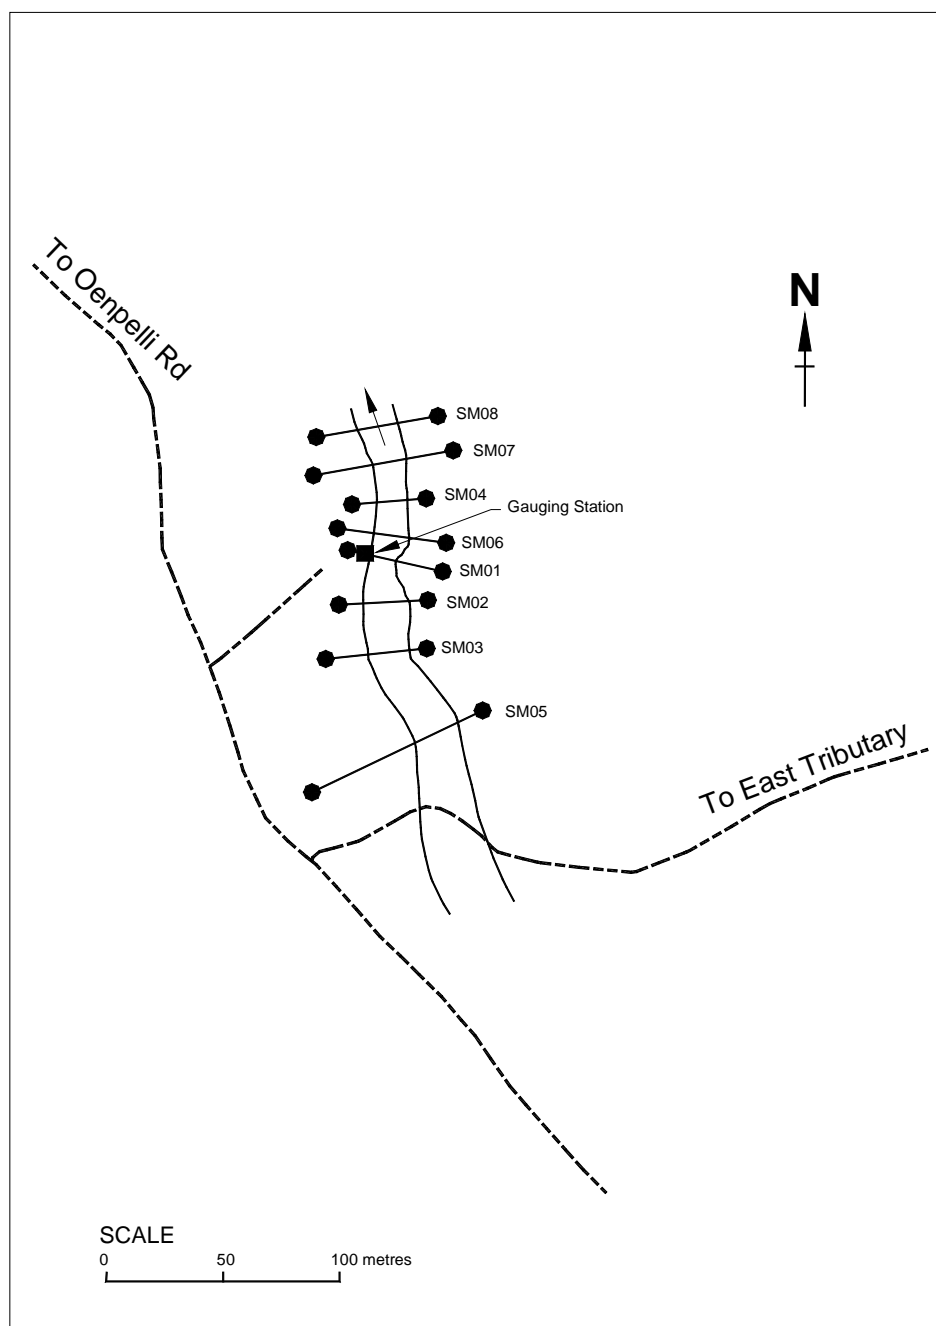 To Oenpelli Rd
N
SM08
SM07
SM04
Gauging Station
SM06
SM01
SM02
SM03
SM05
To East Tributary
SCALE
0 50 100 metres